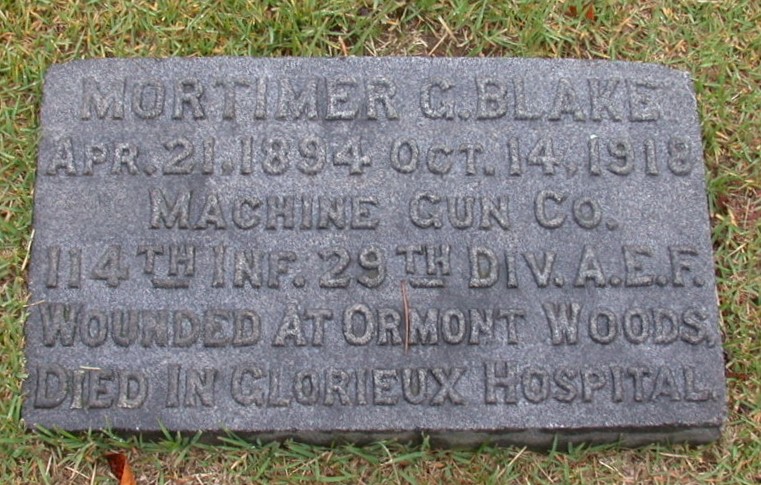 MORTIMER G. BLAKE
APR. 21, 1894 OCT. 14, 1918
MACHINE GUN CO.
114TH INF. 29TH DIV. A.E.F.
WOUNDED AT ORMONT WOODS,
DIED IN GLORIEUX HOSPITAL.